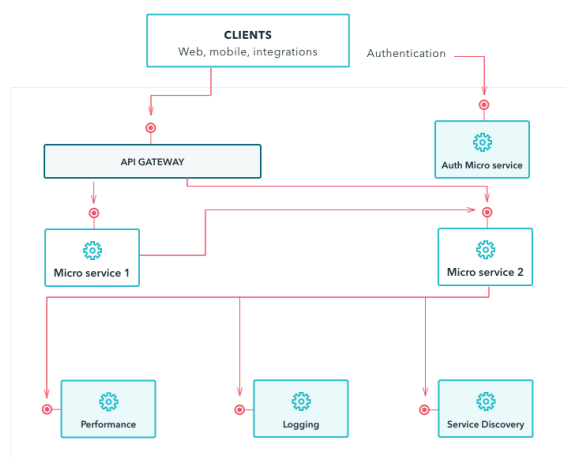 CLIENTS
Web, mobile, integrations
Authentication
API GATEWAY
Auth Micro service
Micro service 1
Micro service 2
Performance
Logging
Service Discovery